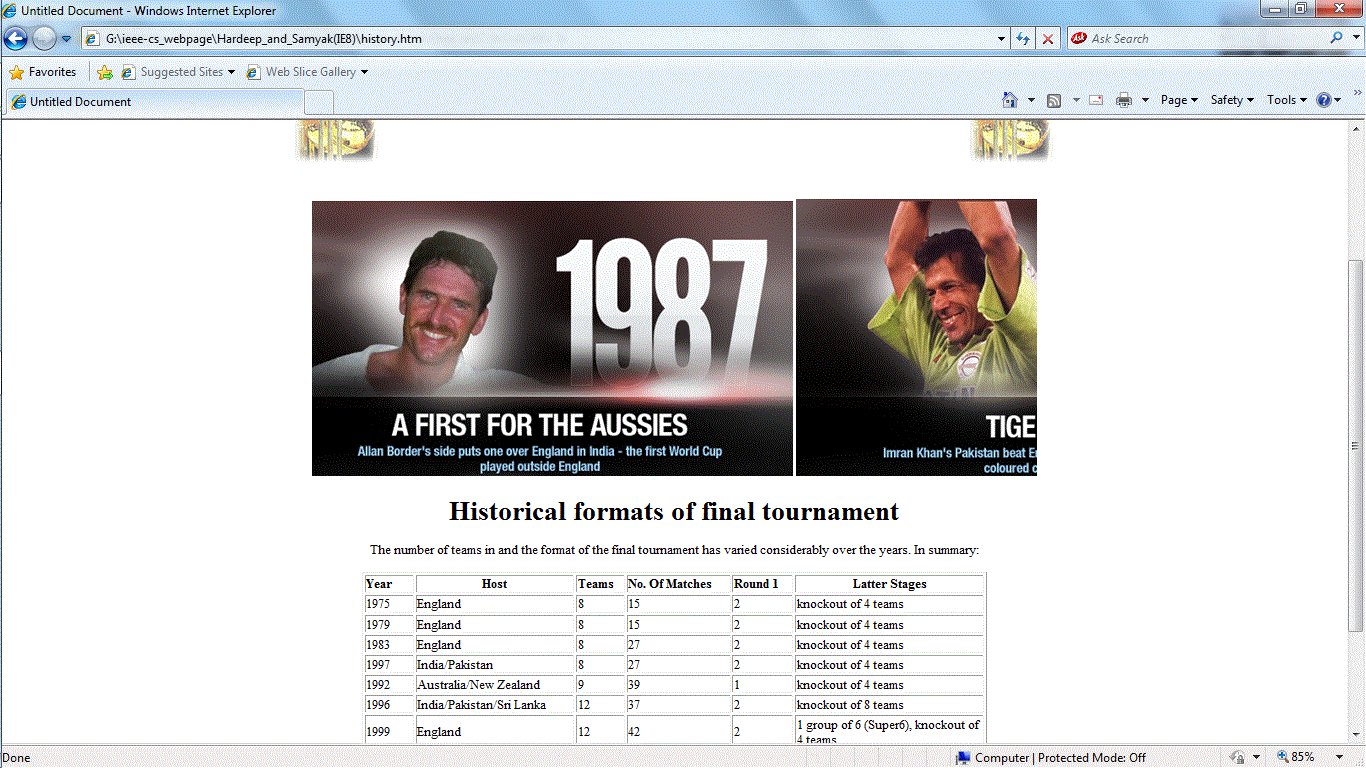 Untitled Document - Windows Internet Explorer
G:\ieee-cs_webpage\Hardeep_and_Samyak(IE8)\history.htm
Ask Ask Search
Favorites Suggested Sites Web Slice Gallery
Untitled Document Page Safety Tools
1987
A FIRST FOR THE AUSSIES
Allan Border's side puts one over England in India - the first World Cup
played outside England
TIGE
Imran Khan's Pakistan beat E
coloured c
Historical formats of final tournament
The number of teams in and the format of the final tournament has varied considerably over the years. In summary:
Year Host Teams No. Of Matches Round 1 Latter Stages
1975 England 8 15 2 knockout of 4 teams
1979 England 8 15 2 knockout of 4 teams
1983 England 8 27 2 knockout of 4 teams
1997 India/Pakistan 8 27 2 knockout of 4 teams
1992 Australia/New Zealand 9 39 1 knockout of 4 teams
1996 India/Pakistan/Sri Lanka 12 37 2 knockout of 8 teams
1999 England 12 42 2 1 group of 6 (Super6), knockout of
4 teams
Done Computer | Protected Mode: Off 85%